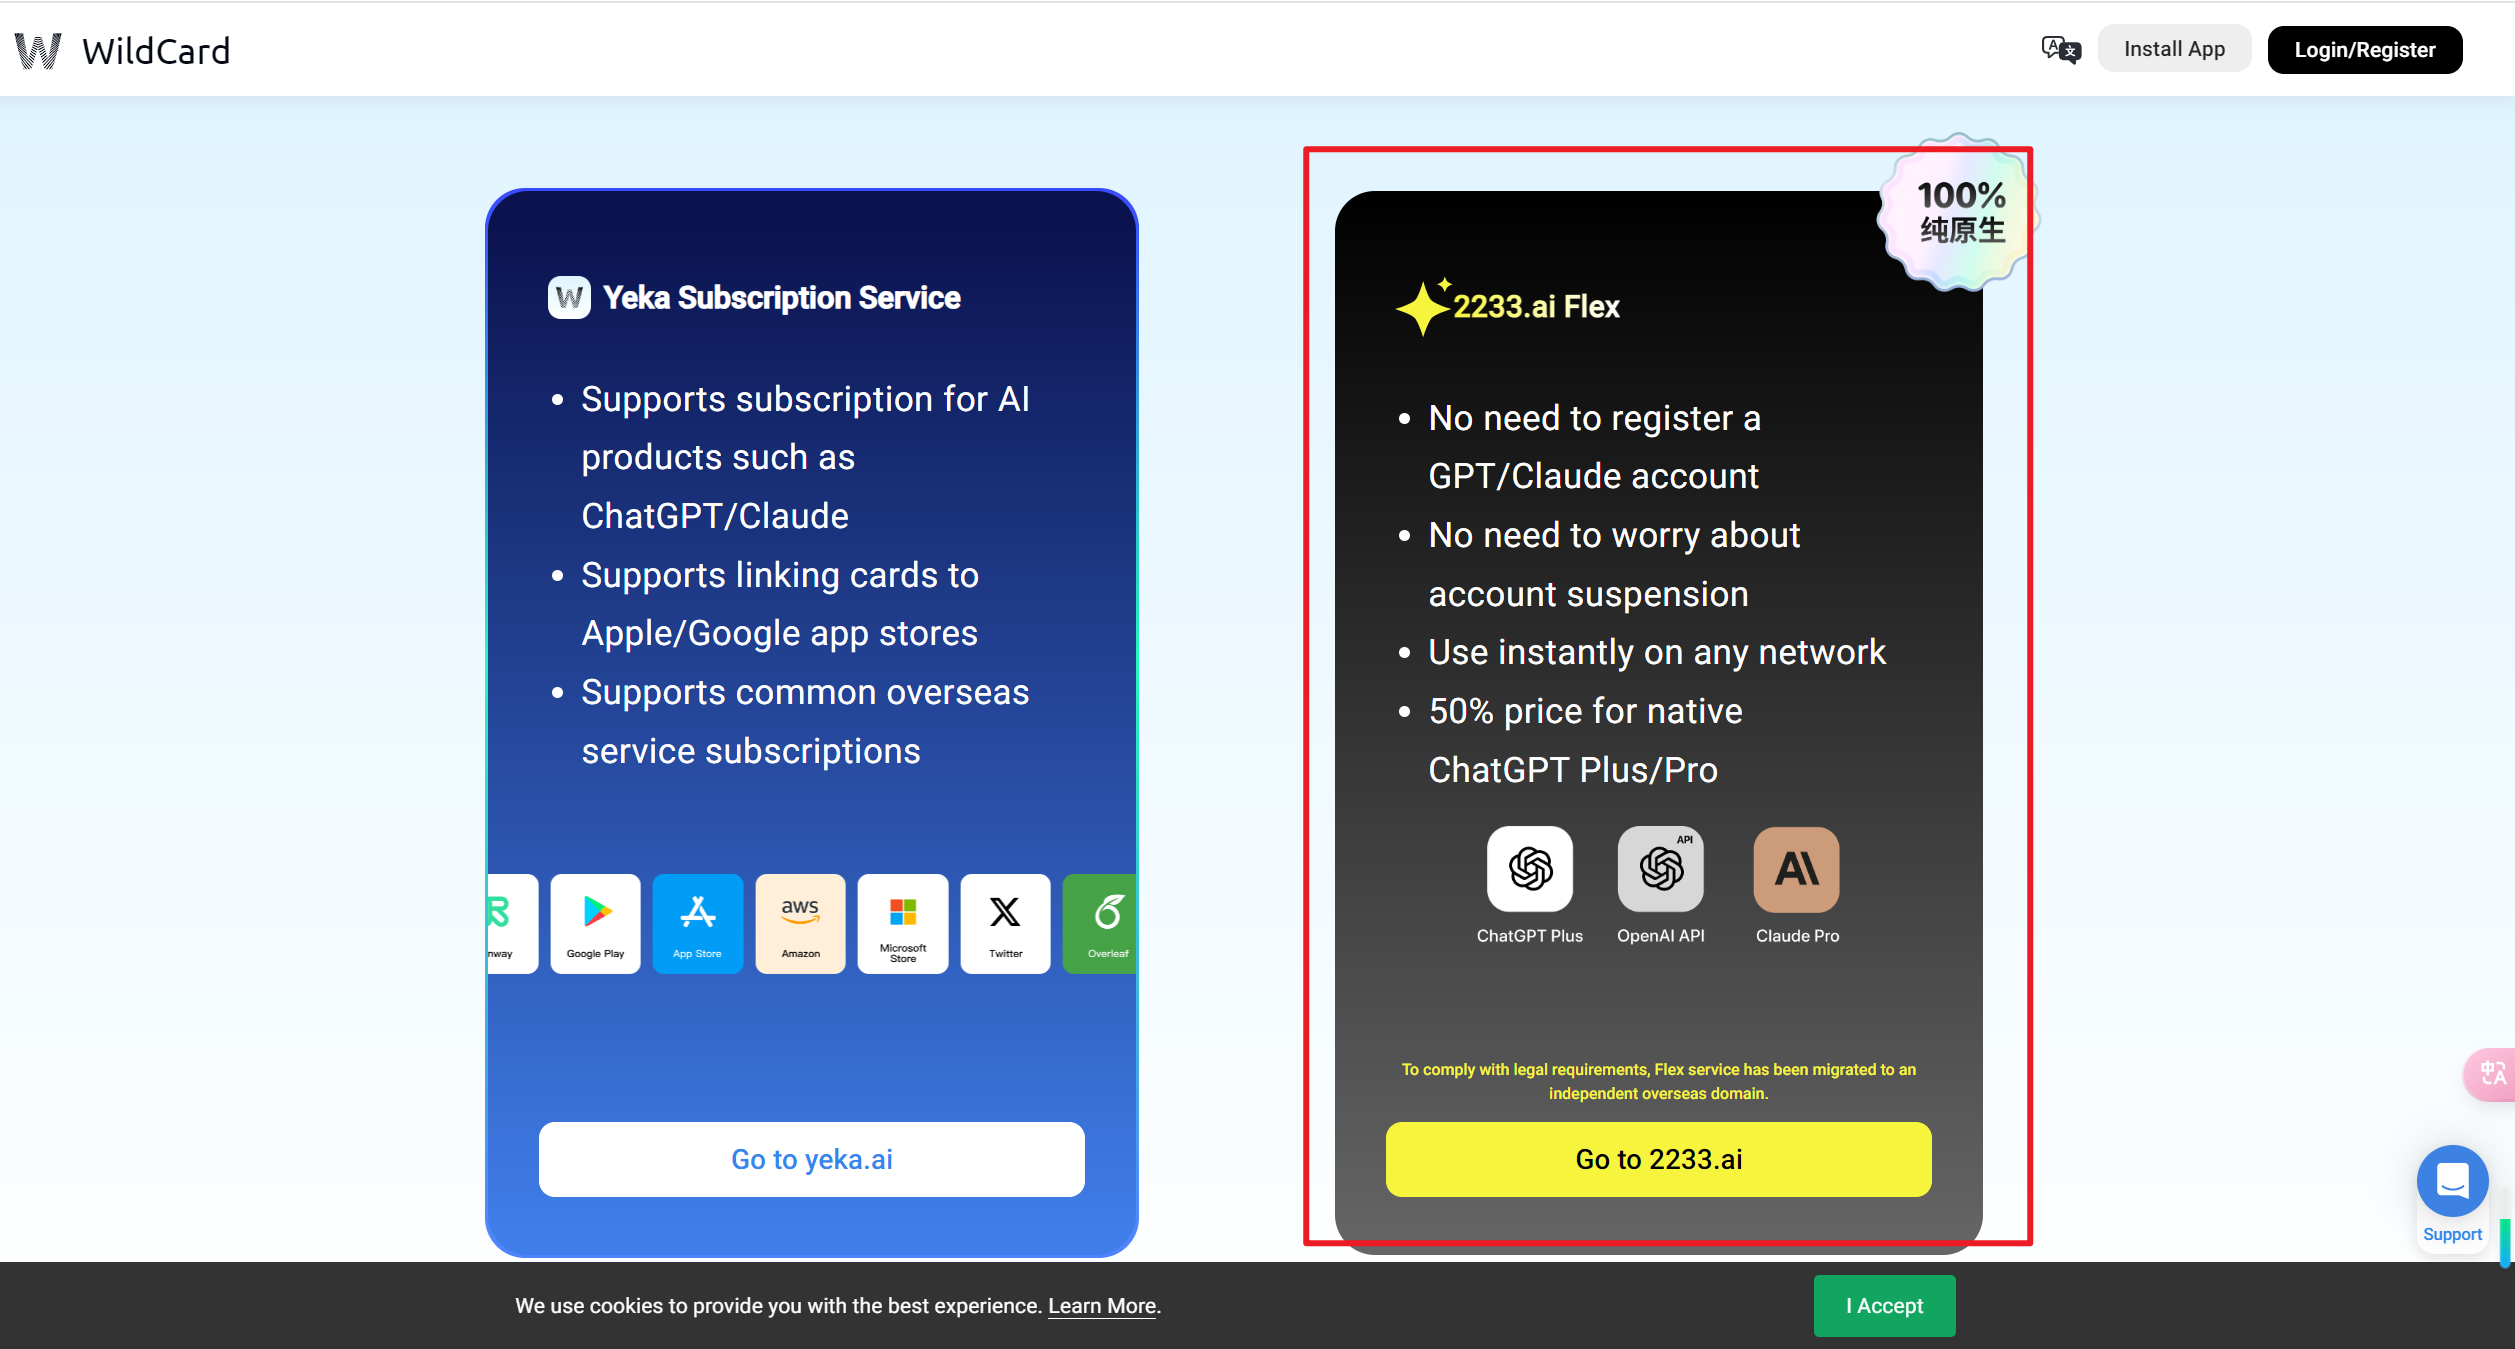 WildCard
Install App
Login/Register
W Yeka Subscription Service
• Supports subscription for AI
products such as
ChatGPT/Claude
• Supports linking cards to
Apple/Google app stores
• Supports common overseas
service subscriptions
nway
Google Play
App Store
aws
Amazon
Microsoft
Store
Twitter
Overleaf
Go to yeka.ai
100%
纯原生
2233.ai Flex
• No need to register a
GPT/Claude account
• No need to worry about
account suspension
• Use instantly on any network
• 50% price for native
ChatGPT Plus/Pro
API
ChatGPT Plus
OpenAI API
Claude Pro
To comply with legal requirements, Flex service has been migrated to an
independent overseas domain.
Go to 2233.ai
Support
We use cookies to provide you with the best experience. Learn More.
I Accept